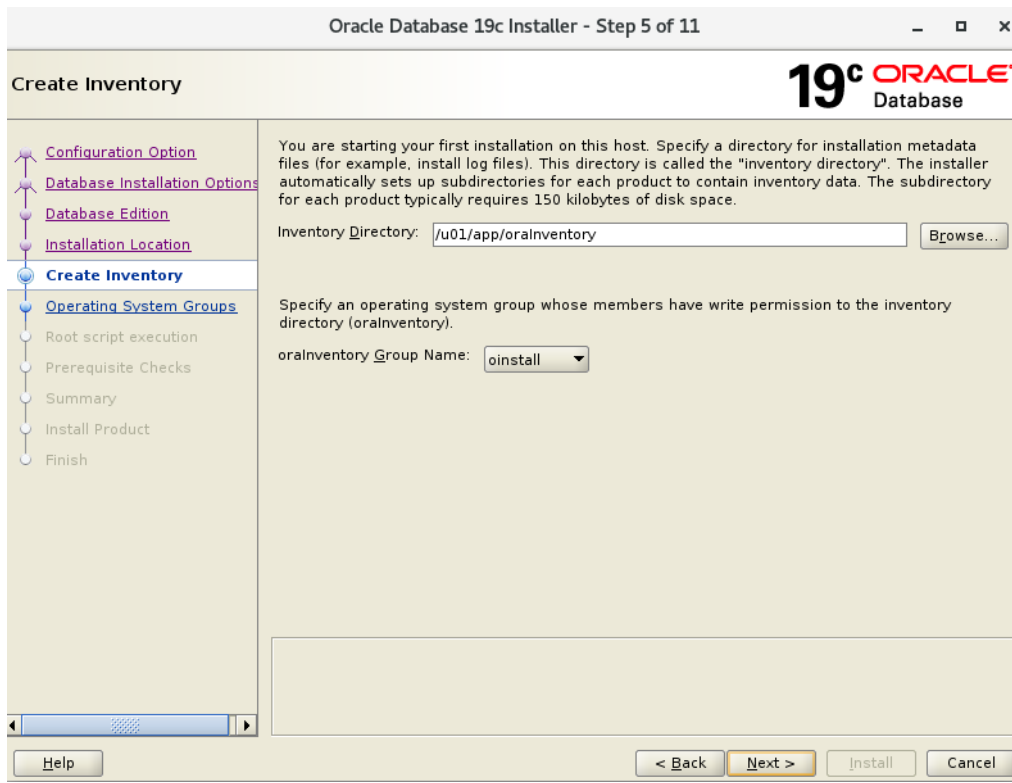 Oracle Database 19c Installer - Step 5 of 11
Create Inventory
19c ORACLE
Database
Configuration Option
Database Installation Options
Database Edition
Installation Location
Create Inventory
Operating System Groups
Root script execution
Prerequisite Checks
Summary
Install Product
Finish
You are starting your first installation on this host. Specify a directory for installation metadata
files (for example, install log files). This directory is called the "inventory directory". The installer
automatically sets up subdirectories for each product to contain inventory data. The subdirectory
for each product typically requires 150 kilobytes of disk space.
Inventory Directory: /u01/app/oraInventory Browse...
Specify an operating system group whose members have write permission to the inventory
directory (oraInventory).
oraInventory Group Name: oinstall
Help < Back Next > Install Cancel